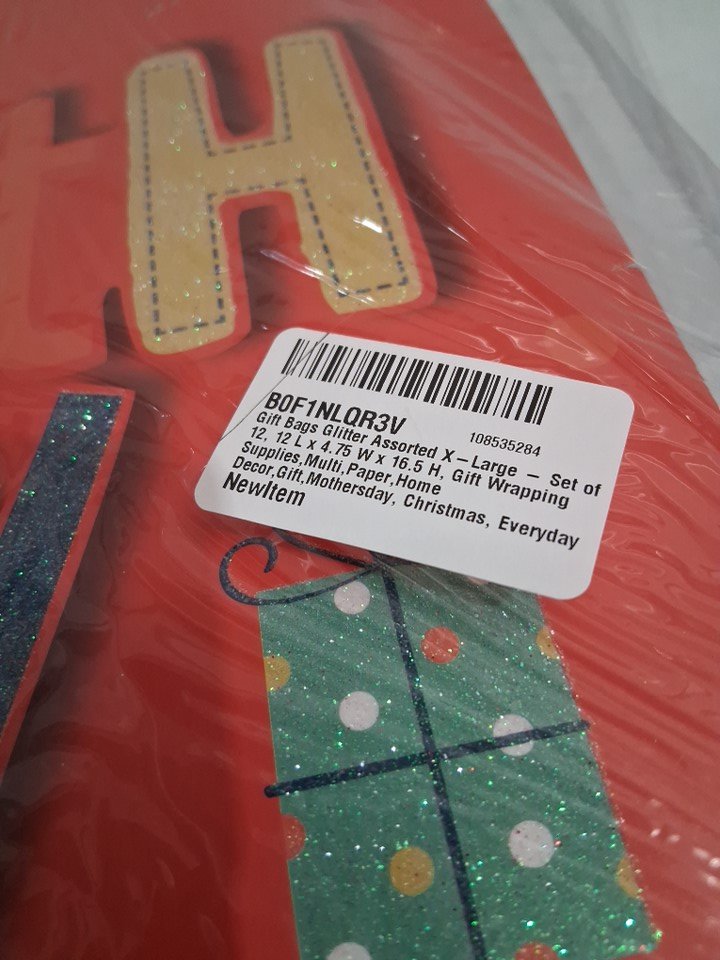 tH
B0F1NLQR3V
108535284
Gift Bags Glitter Assorted X-Large - Set of
12, 12 L x 4.75 W x 16.5 H, Gift Wrapping
Supplies,Multi,Paper,Home
Decor,Gift,Mothersday, Christmas, Everyday
NewItem